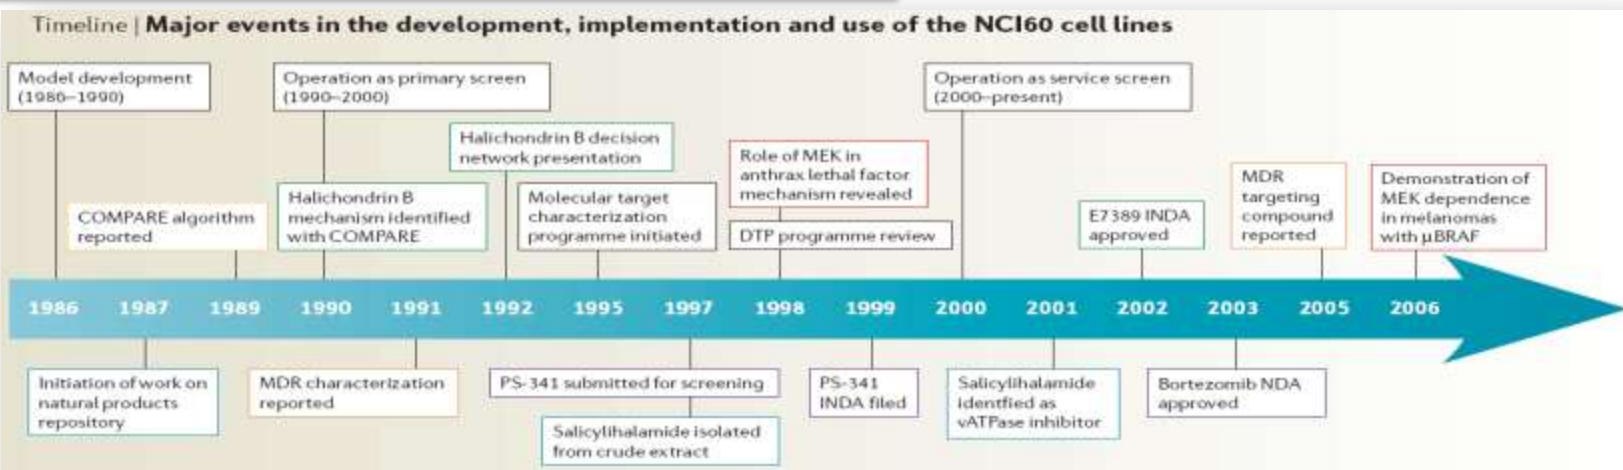 Timeline | Major events in the development, implementation and use of the NCI60 cell lines
Model development
(1986–1990)
Operation as primary screen
(1990–2000)
Operation as service screen
(2000–present)
Halichondrin B decision
network presentation
Role of MEK in
anthrax lethal factor
mechanism revealed
MDR
targeting
compound
reported
Demonstration of
MEK dependence
in melanomas
with µBRAF
COMPARE algorithm
reported
Halichondrin B
mechanism identified
with COMPARE
Molecular target
characterization
programme initiated
DTP programme review
E7389 INDA
approved
1986 1987 1989 1990 1991 1992 1995 1997 1998 1999 2000 2001 2002 2003 2005 2006
Initiation of work on
natural products
repository
MDR characterization
reported
PS-341 submitted for screening
Salicylihalamide isolated
from crude extract
PS-341
INDA filed
Salicylihalamide
identfied as
vATPase inhibitor
Bortezomib NDA
approved